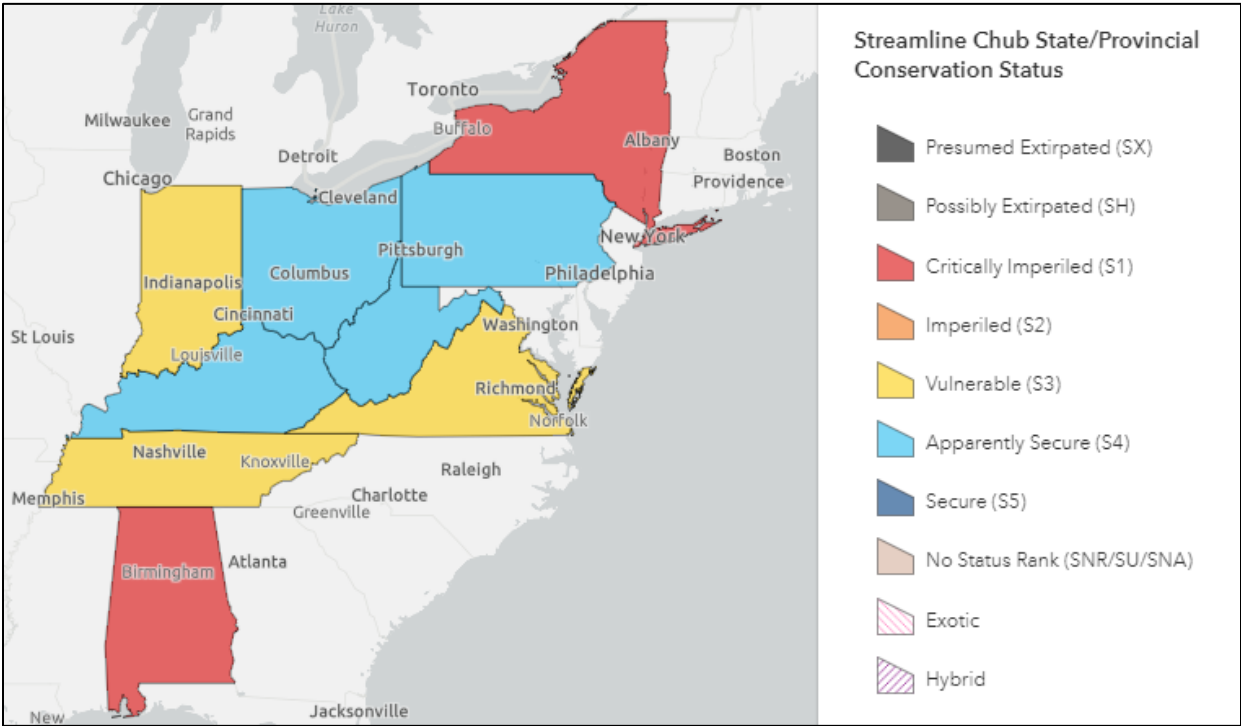 Lake
Huron
Toronto
Milwaukee
Grand
Rapids
Buffalo
Albany
Detroit
Boston
Chicago
Providence
Cleveland
New York
Pittsburgh
Columbus
Philadelphia
Indianapolis
Cincinnati
Washington
St Louis
Louisville
Richmond
Norfolk
Nashville
Knoxville
Raleigh
Memphis
Charlotte
Greenville
Atlanta
Birmingham
Jacksonville
New
Streamline Chub State/Provincial
Conservation Status
Presumed Extirpated (SX)
Possibly Extirpated (SH)
Critically Imperiled (S1)
Imperiled (S2)
Vulnerable (S3)
Apparently Secure (S4)
Secure (S5)
No Status Rank (SNR/SU/SNA)
Exotic
Hybrid